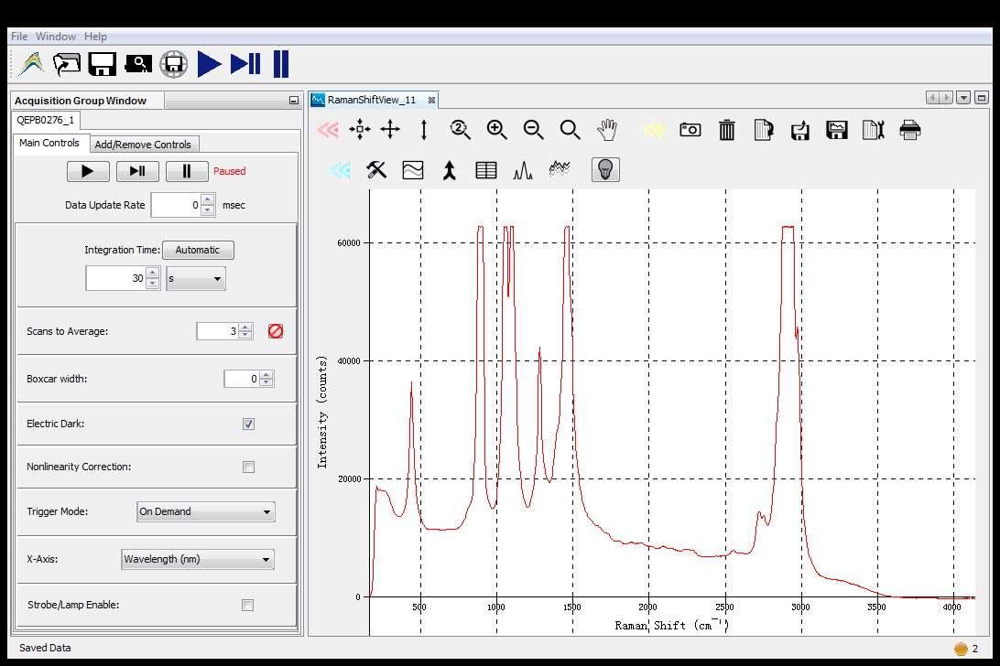 File Window Help
Acquisition Group Window
QEPB0276_1
Main Controls Add/Remove Controls
Paused
Data Update Rate 0 msec
Integration Time: Automatic
30 s
Scans to Average: 3
Boxcar width: 0
Electric Dark:
Nonlinearity Correction:
Trigger Mode: On Demand
X-Axis: Wavelength (nm)
Strobe/Lamp Enable:
Saved Data
RamanShiftView_11
2
60000
40000
20000
0
Intensity (counts)
500 1000 1500 2000 2500 3000 3500 4000
Raman Shift (cm⁻¹)
2